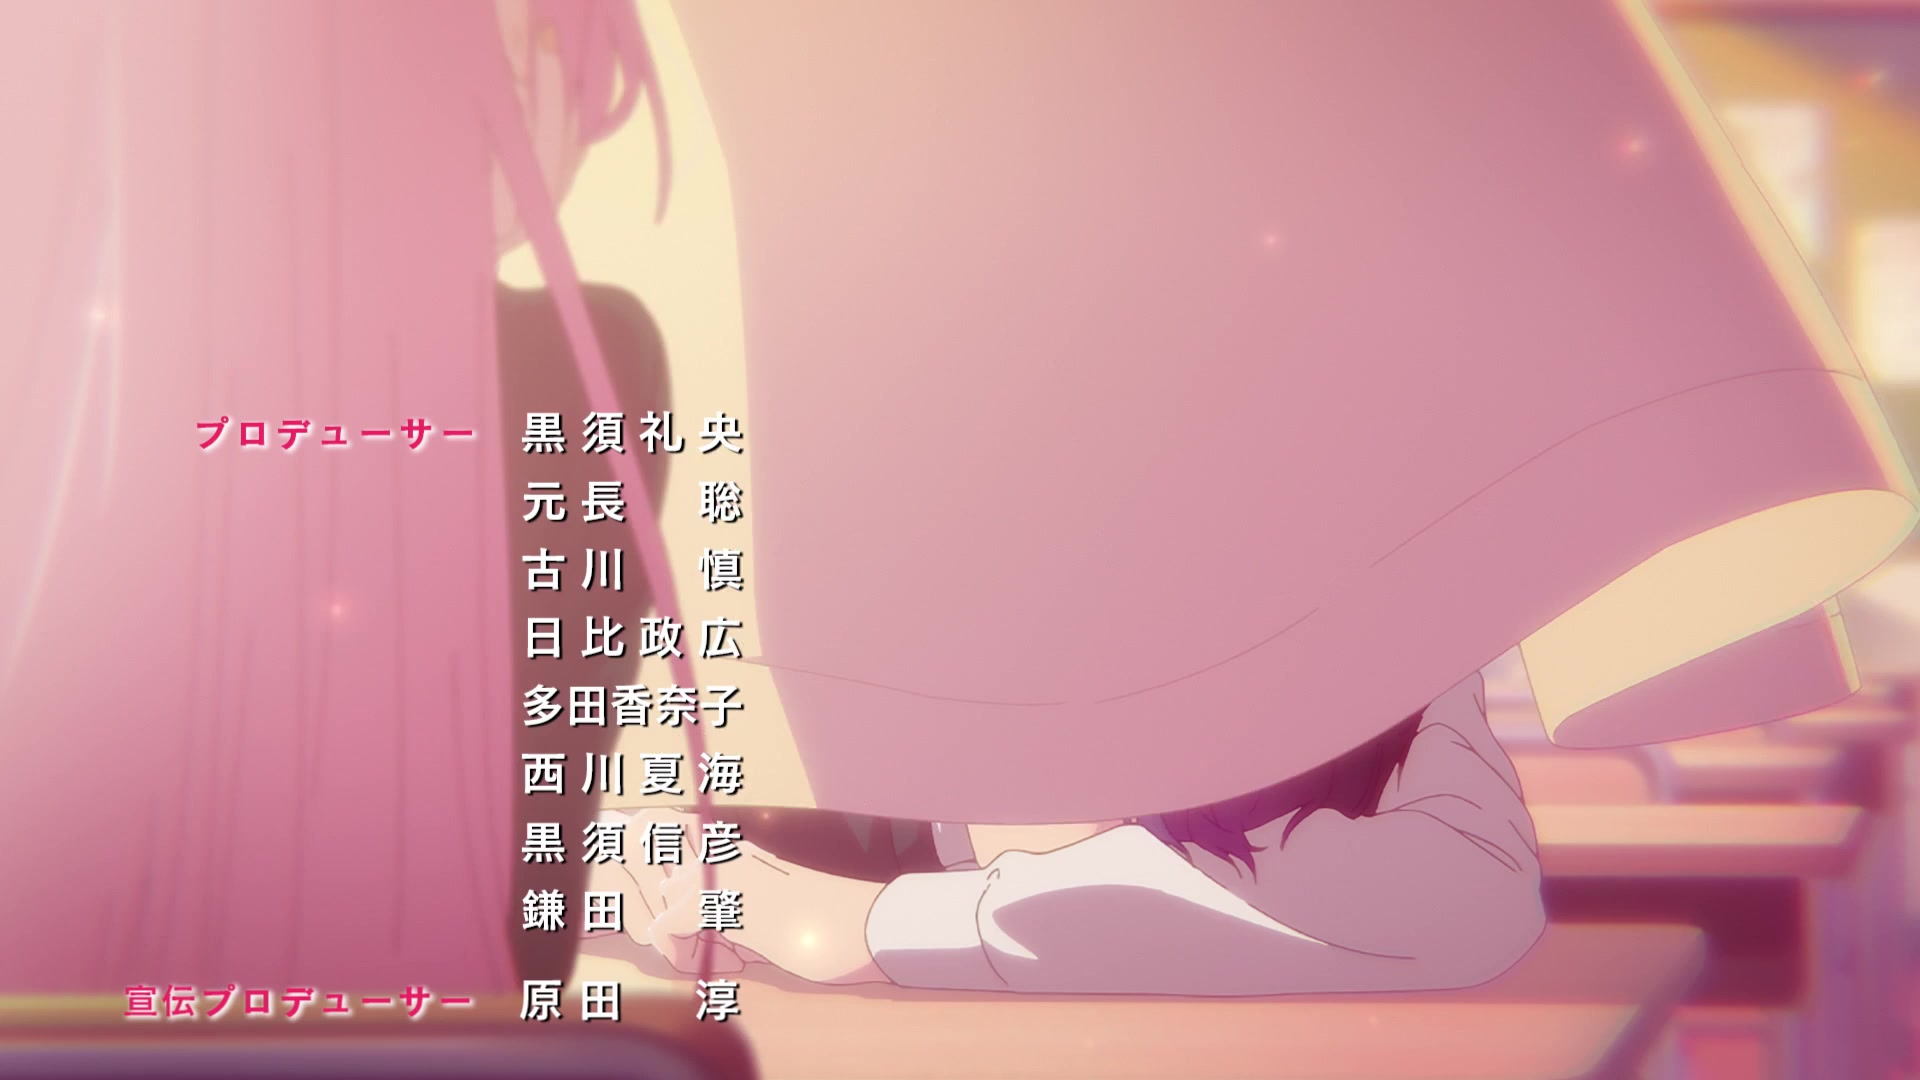 プロデューサー 黒須礼央
元長 聡
古川 慎
日比政広
多田香奈子
西川夏海
黒須信彦
鎌田 肇
宣伝プロデューサー 原田 淳